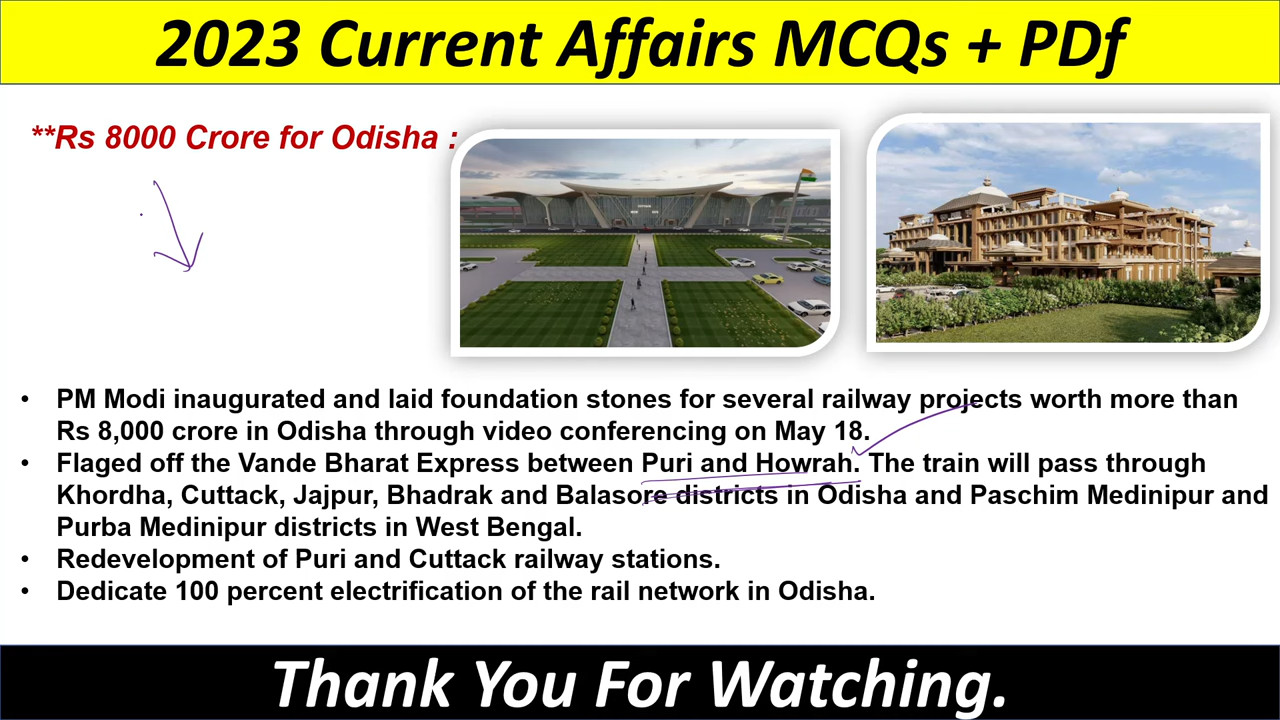 2023 Current Affairs MCQs + PDf
**Rs 8000 Crore for Odisha :
• PM Modi inaugurated and laid foundation stones for several railway projects worth more than
Rs 8,000 crore in Odisha through video conferencing on May 18.
• Flaged off the Vande Bharat Express between Puri and Howrah. The train will pass through
Khordha, Cuttack, Jajpur, Bhadrak and Balasore districts in Odisha and Paschim Medinipur and
Purba Medinipur districts in West Bengal.
• Redevelopment of Puri and Cuttack railway stations.
• Dedicate 100 percent electrification of the rail network in Odisha.
Thank You For Watching.